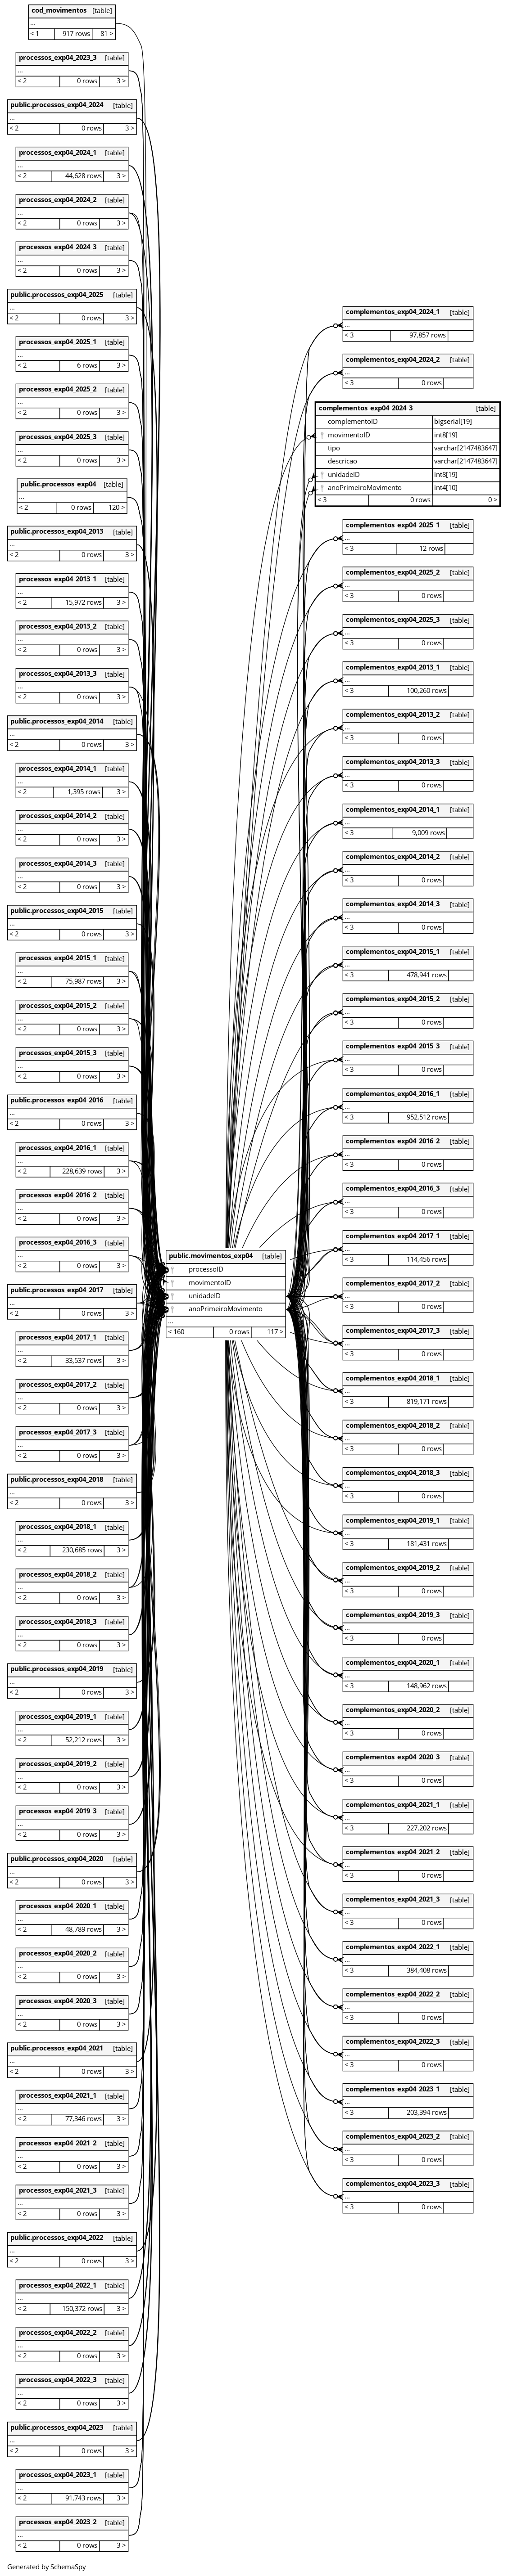 cod_movimentos [table]
...
< 1 917 rows 81 >
processos_exp04_2023_3 [table]
...
< 2 0 rows 3 >
public.processos_exp04_2024 [table]
...
< 2 0 rows 3 >
processos_exp04_2024_1 [table]
...
< 2 44,628 rows 3 >
processos_exp04_2024_2 [table]
...
< 2 0 rows 3 >
processos_exp04_2024_3 [table]
...
< 2 0 rows 3 >
public.processos_exp04_2025 [table]
...
< 2 0 rows 3 >
processos_exp04_2025_1 [table]
...
< 2 6 rows 3 >
processos_exp04_2025_2 [table]
...
< 2 0 rows 3 >
processos_exp04_2025_3 [table]
...
< 2 0 rows 3 >
public.processos_exp04 [table]
...
< 2 0 rows 120 >
public.processos_exp04_2013 [table]
...
< 2 0 rows 3 >
processos_exp04_2013_1 [table]
...
< 2 15,972 rows 3 >
processos_exp04_2013_2 [table]
...
< 2 0 rows 3 >
processos_exp04_2013_3 [table]
...
< 2 0 rows 3 >
public.processos_exp04_2014 [table]
...
< 2 0 rows 3 >
processos_exp04_2014_1 [table]
...
< 2 1,395 rows 3 >
processos_exp04_2014_2 [table]
...
< 2 0 rows 3 >
processos_exp04_2014_3 [table]
...
< 2 0 rows 3 >
public.processos_exp04_2015 [table]
...
< 2 0 rows 3 >
processos_exp04_2015_1 [table]
...
< 2 75,987 rows 3 >
processos_exp04_2015_2 [table]
...
< 2 0 rows 3 >
processos_exp04_2015_3 [table]
...
< 2 0 rows 3 >
public.processos_exp04_2016 [table]
...
< 2 0 rows 3 >
processos_exp04_2016_1 [table]
...
< 2 228,639 rows 3 >
processos_exp04_2016_2 [table]
...
< 2 0 rows 3 >
processos_exp04_2016_3 [table]
...
< 2 0 rows 3 >
public.processos_exp04_2017 [table]
...
< 2 0 rows 3 >
processos_exp04_2017_1 [table]
...
< 2 33,537 rows 3 >
processos_exp04_2017_2 [table]
...
< 2 0 rows 3 >
processos_exp04_2017_3 [table]
...
< 2 0 rows 3 >
public.processos_exp04_2018 [table]
...
< 2 0 rows 3 >
processos_exp04_2018_1 [table]
...
< 2 230,685 rows 3 >
processos_exp04_2018_2 [table]
...
< 2 0 rows 3 >
processos_exp04_2018_3 [table]
...
< 2 0 rows 3 >
public.processos_exp04_2019 [table]
...
< 2 0 rows 3 >
processos_exp04_2019_1 [table]
...
< 2 52,212 rows 3 >
processos_exp04_2019_2 [table]
...
< 2 0 rows 3 >
processos_exp04_2019_3 [table]
...
< 2 0 rows 3 >
public.processos_exp04_2020 [table]
...
< 2 0 rows 3 >
processos_exp04_2020_1 [table]
...
< 2 48,789 rows 3 >
processos_exp04_2020_2 [table]
...
< 2 0 rows 3 >
processos_exp04_2020_3 [table]
...
< 2 0 rows 3 >
public.processos_exp04_2021 [table]
...
< 2 0 rows 3 >
processos_exp04_2021_1 [table]
...
< 2 77,346 rows 3 >
processos_exp04_2021_2 [table]
...
< 2 0 rows 3 >
processos_exp04_2021_3 [table]
...
< 2 0 rows 3 >
public.processos_exp04_2022 [table]
...
< 2 0 rows 3 >
processos_exp04_2022_1 [table]
...
< 2 150,372 rows 3 >
processos_exp04_2022_2 [table]
...
< 2 0 rows 3 >
processos_exp04_2022_3 [table]
...
< 2 0 rows 3 >
public.processos_exp04_2023 [table]
...
< 2 0 rows 3 >
processos_exp04_2023_1 [table]
...
< 2 91,743 rows 3 >
processos_exp04_2023_2 [table]
...
< 2 0 rows 3 >
public.movimentos_exp04 [table]
processoID
movimentoID
unidadeID
anoPrimeiroMovimento
...
< 160 0 rows 117 >
complementos_exp04_2024_1 [table]
...
< 3 97,857 rows
complementos_exp04_2024_2 [table]
...
< 3 0 rows
complementos_exp04_2024_3 [table]
complementoID bigserial[19]
movimentoID int8[19]
tipo varchar[2147483647]
descricao varchar[2147483647]
unidadeID int8[19]
anoPrimeiroMovimento int4[10]
< 3 0 rows 0 >
complementos_exp04_2025_1 [table]
...
< 3 12 rows
complementos_exp04_2025_2 [table]
...
< 3 0 rows
complementos_exp04_2025_3 [table]
...
< 3 0 rows
complementos_exp04_2013_1 [table]
...
< 3 100,260 rows
complementos_exp04_2013_2 [table]
...
< 3 0 rows
complementos_exp04_2013_3 [table]
...
< 3 0 rows
complementos_exp04_2014_1 [table]
...
< 3 9,009 rows
complementos_exp04_2014_2 [table]
...
< 3 0 rows
complementos_exp04_2014_3 [table]
...
< 3 0 rows
complementos_exp04_2015_1 [table]
...
< 3 478,941 rows
complementos_exp04_2015_2 [table]
...
< 3 0 rows
complementos_exp04_2015_3 [table]
...
< 3 0 rows
complementos_exp04_2016_1 [table]
...
< 3 952,512 rows
complementos_exp04_2016_2 [table]
...
< 3 0 rows
complementos_exp04_2016_3 [table]
...
< 3 0 rows
complementos_exp04_2017_1 [table]
...
< 3 114,456 rows
complementos_exp04_2017_2 [table]
...
< 3 0 rows
complementos_exp04_2017_3 [table]
...
< 3 0 rows
complementos_exp04_2018_1 [table]
...
< 3 819,171 rows
complementos_exp04_2018_2 [table]
...
< 3 0 rows
complementos_exp04_2018_3 [table]
...
< 3 0 rows
complementos_exp04_2019_1 [table]
...
< 3 181,431 rows
complementos_exp04_2019_2 [table]
...
< 3 0 rows
complementos_exp04_2019_3 [table]
...
< 3 0 rows
complementos_exp04_2020_1 [table]
...
< 3 148,962 rows
complementos_exp04_2020_2 [table]
...
< 3 0 rows
complementos_exp04_2020_3 [table]
...
< 3 0 rows
complementos_exp04_2021_1 [table]
...
< 3 227,202 rows
complementos_exp04_2021_2 [table]
...
< 3 0 rows
complementos_exp04_2021_3 [table]
...
< 3 0 rows
complementos_exp04_2022_1 [table]
...
< 3 384,408 rows
complementos_exp04_2022_2 [table]
...
< 3 0 rows
complementos_exp04_2022_3 [table]
...
< 3 0 rows
complementos_exp04_2023_1 [table]
...
< 3 203,394 rows
complementos_exp04_2023_2 [table]
...
< 3 0 rows
complementos_exp04_2023_3 [table]
...
< 3 0 rows
Generated by SchemaSpy